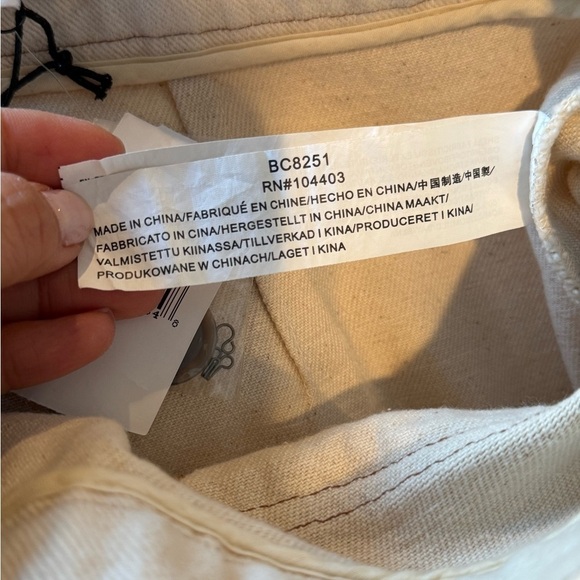 BC8251
RN#104403
MADE IN CHINA/FABRIQUÉ EN CHINE/HECHO EN CHINA/中国制造/中國製/
FABBRICATO IN CINA/HERGESTELLT IN CHINA/CHINA MAAKT/
VALMISTETTU KIINASSA/TILLVERKAD I KINA/PRODUCERET I KINA/
PRODUKOWANE W CHINACH/LAGET I KINA